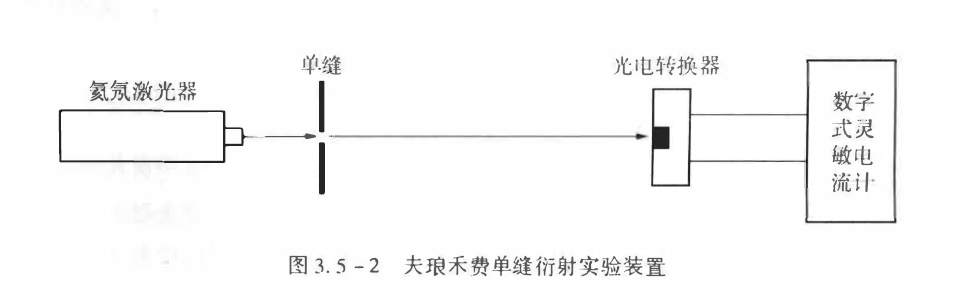 单缝
光电转换器
氦氖激光器
数字
式灵
敏电
流计
图 3.5-2 夫琅禾费单缝衍射实验装置